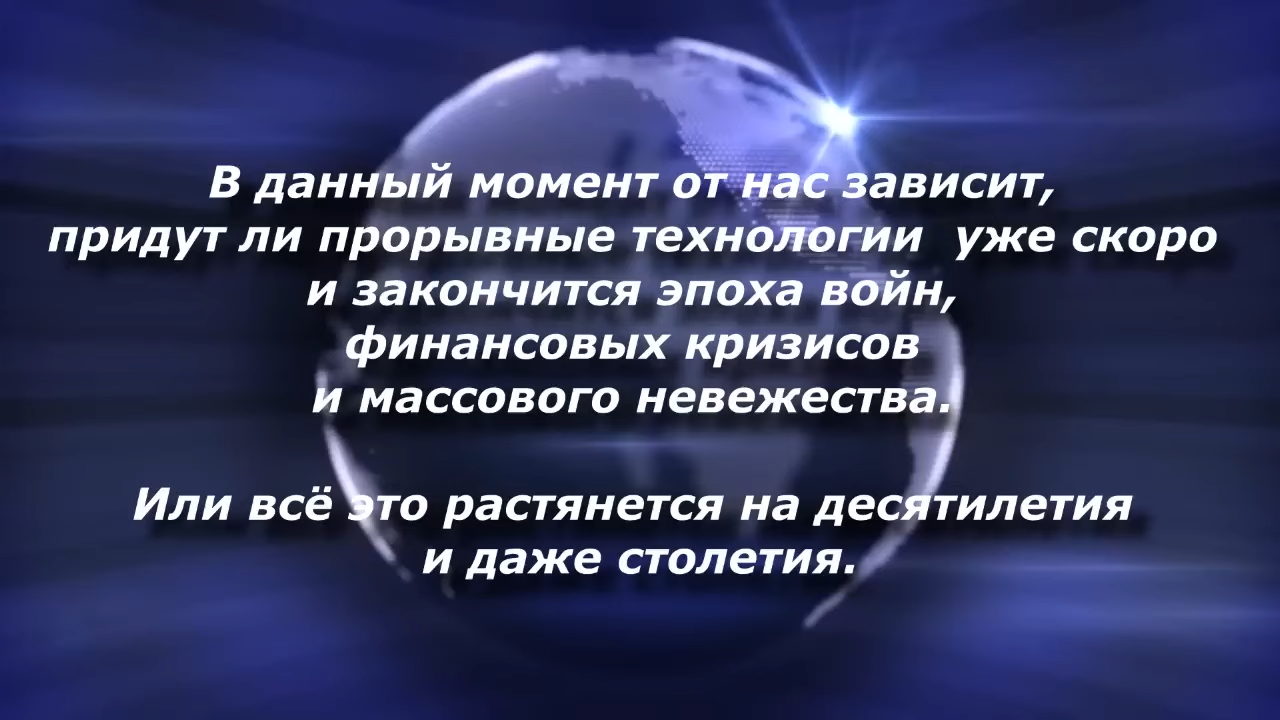 В данный момент от нас зависит,
придут ли прорывные технологии уже скоро
и закончится эпоха войн,
финансовых кризисов
и массового невежества.
Или всё это растянется на десятилетия
и даже столетия.